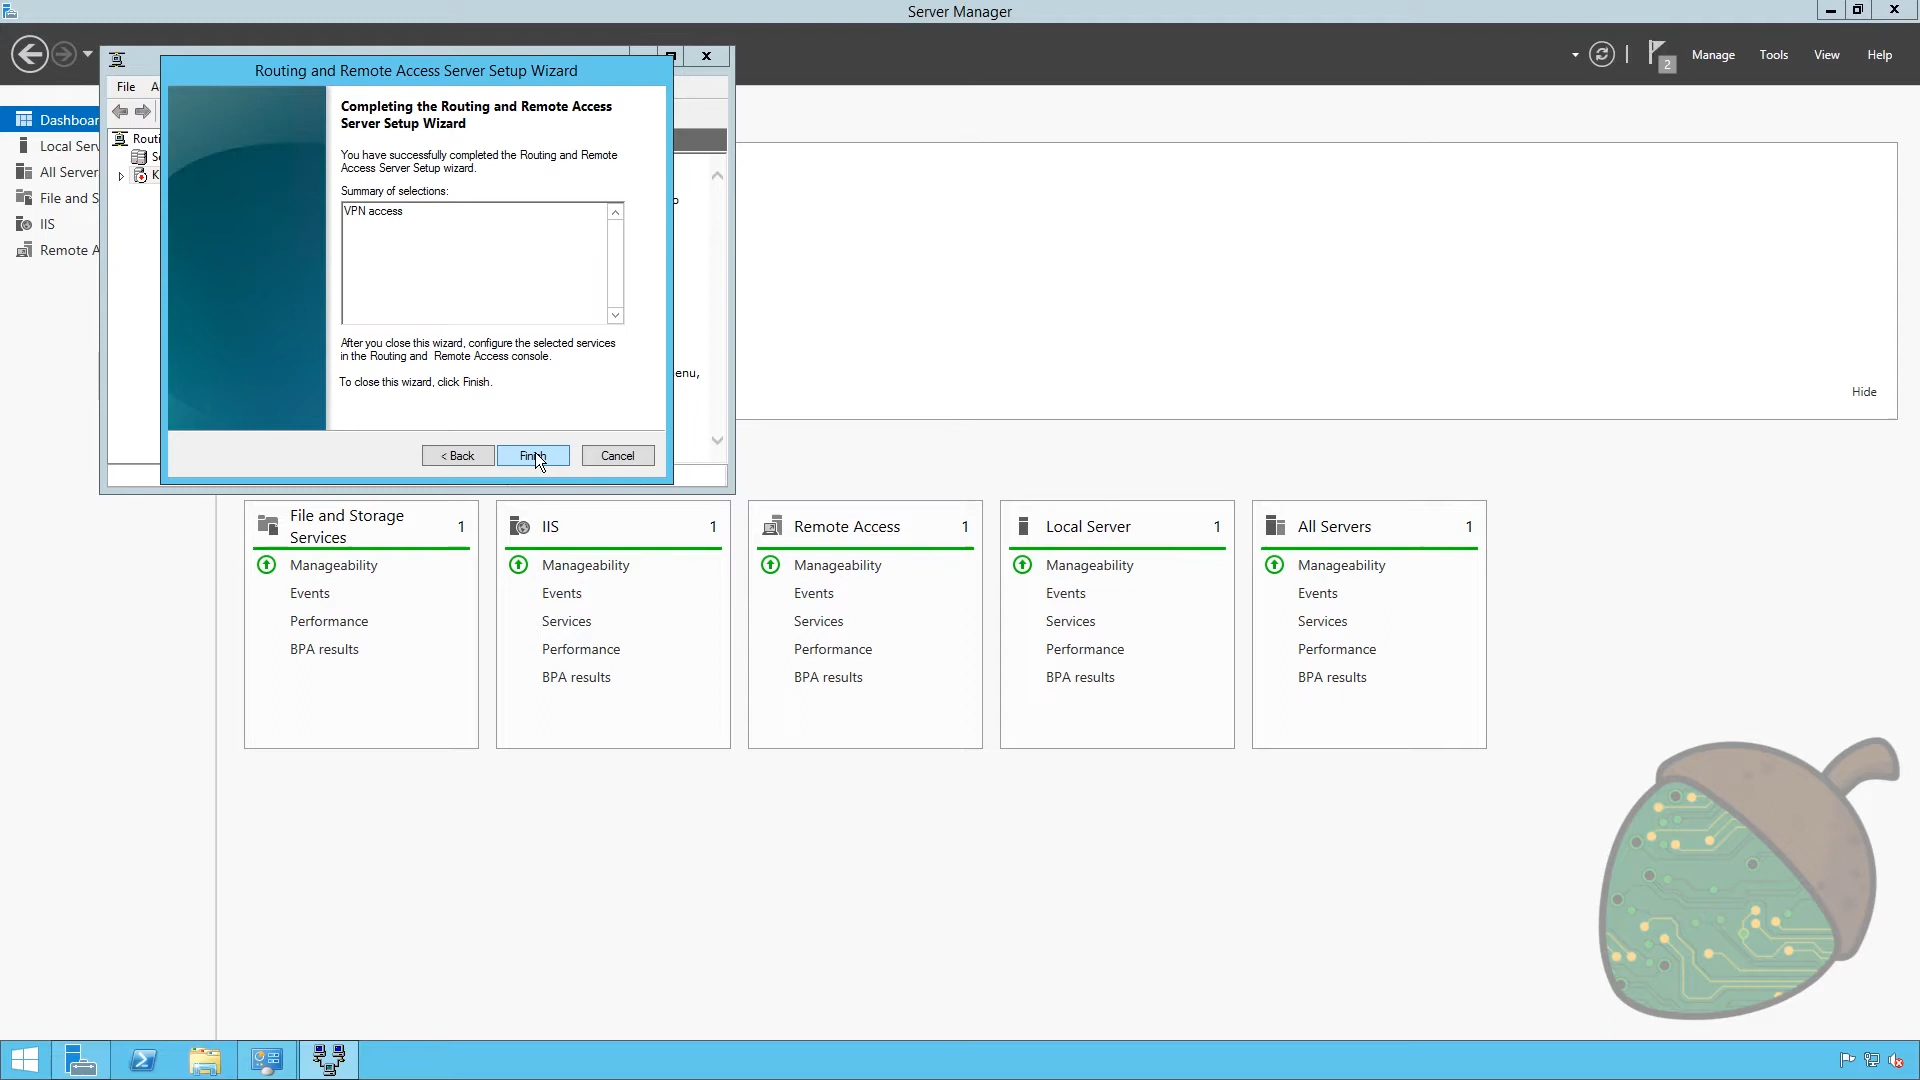 Server Manager
2
Manage
Tools
View
Help
File
A
Dashboar
Local Serv
All Server
File and S
IIS
Remote A
Routi
Se
K
Routing and Remote Access Server Setup Wizard
Completing the Routing and Remote Access
Server Setup Wizard
You have successfully completed the Routing and Remote
Access Server Setup wizard.
Summary of selections:
VPN access
After you close this wizard, configure the selected services
in the Routing and Remote Access console.
To close this wizard, click Finish.
< Back
Finish
Cancel
enu,
Hide
File and Storage
Services
1
Manageability
Events
Performance
BPA results
IIS
1
Manageability
Events
Services
Performance
BPA results
Remote Access
1
Manageability
Events
Services
Performance
BPA results
Local Server
1
Manageability
Events
Services
Performance
BPA results
All Servers
1
Manageability
Events
Services
Performance
BPA results